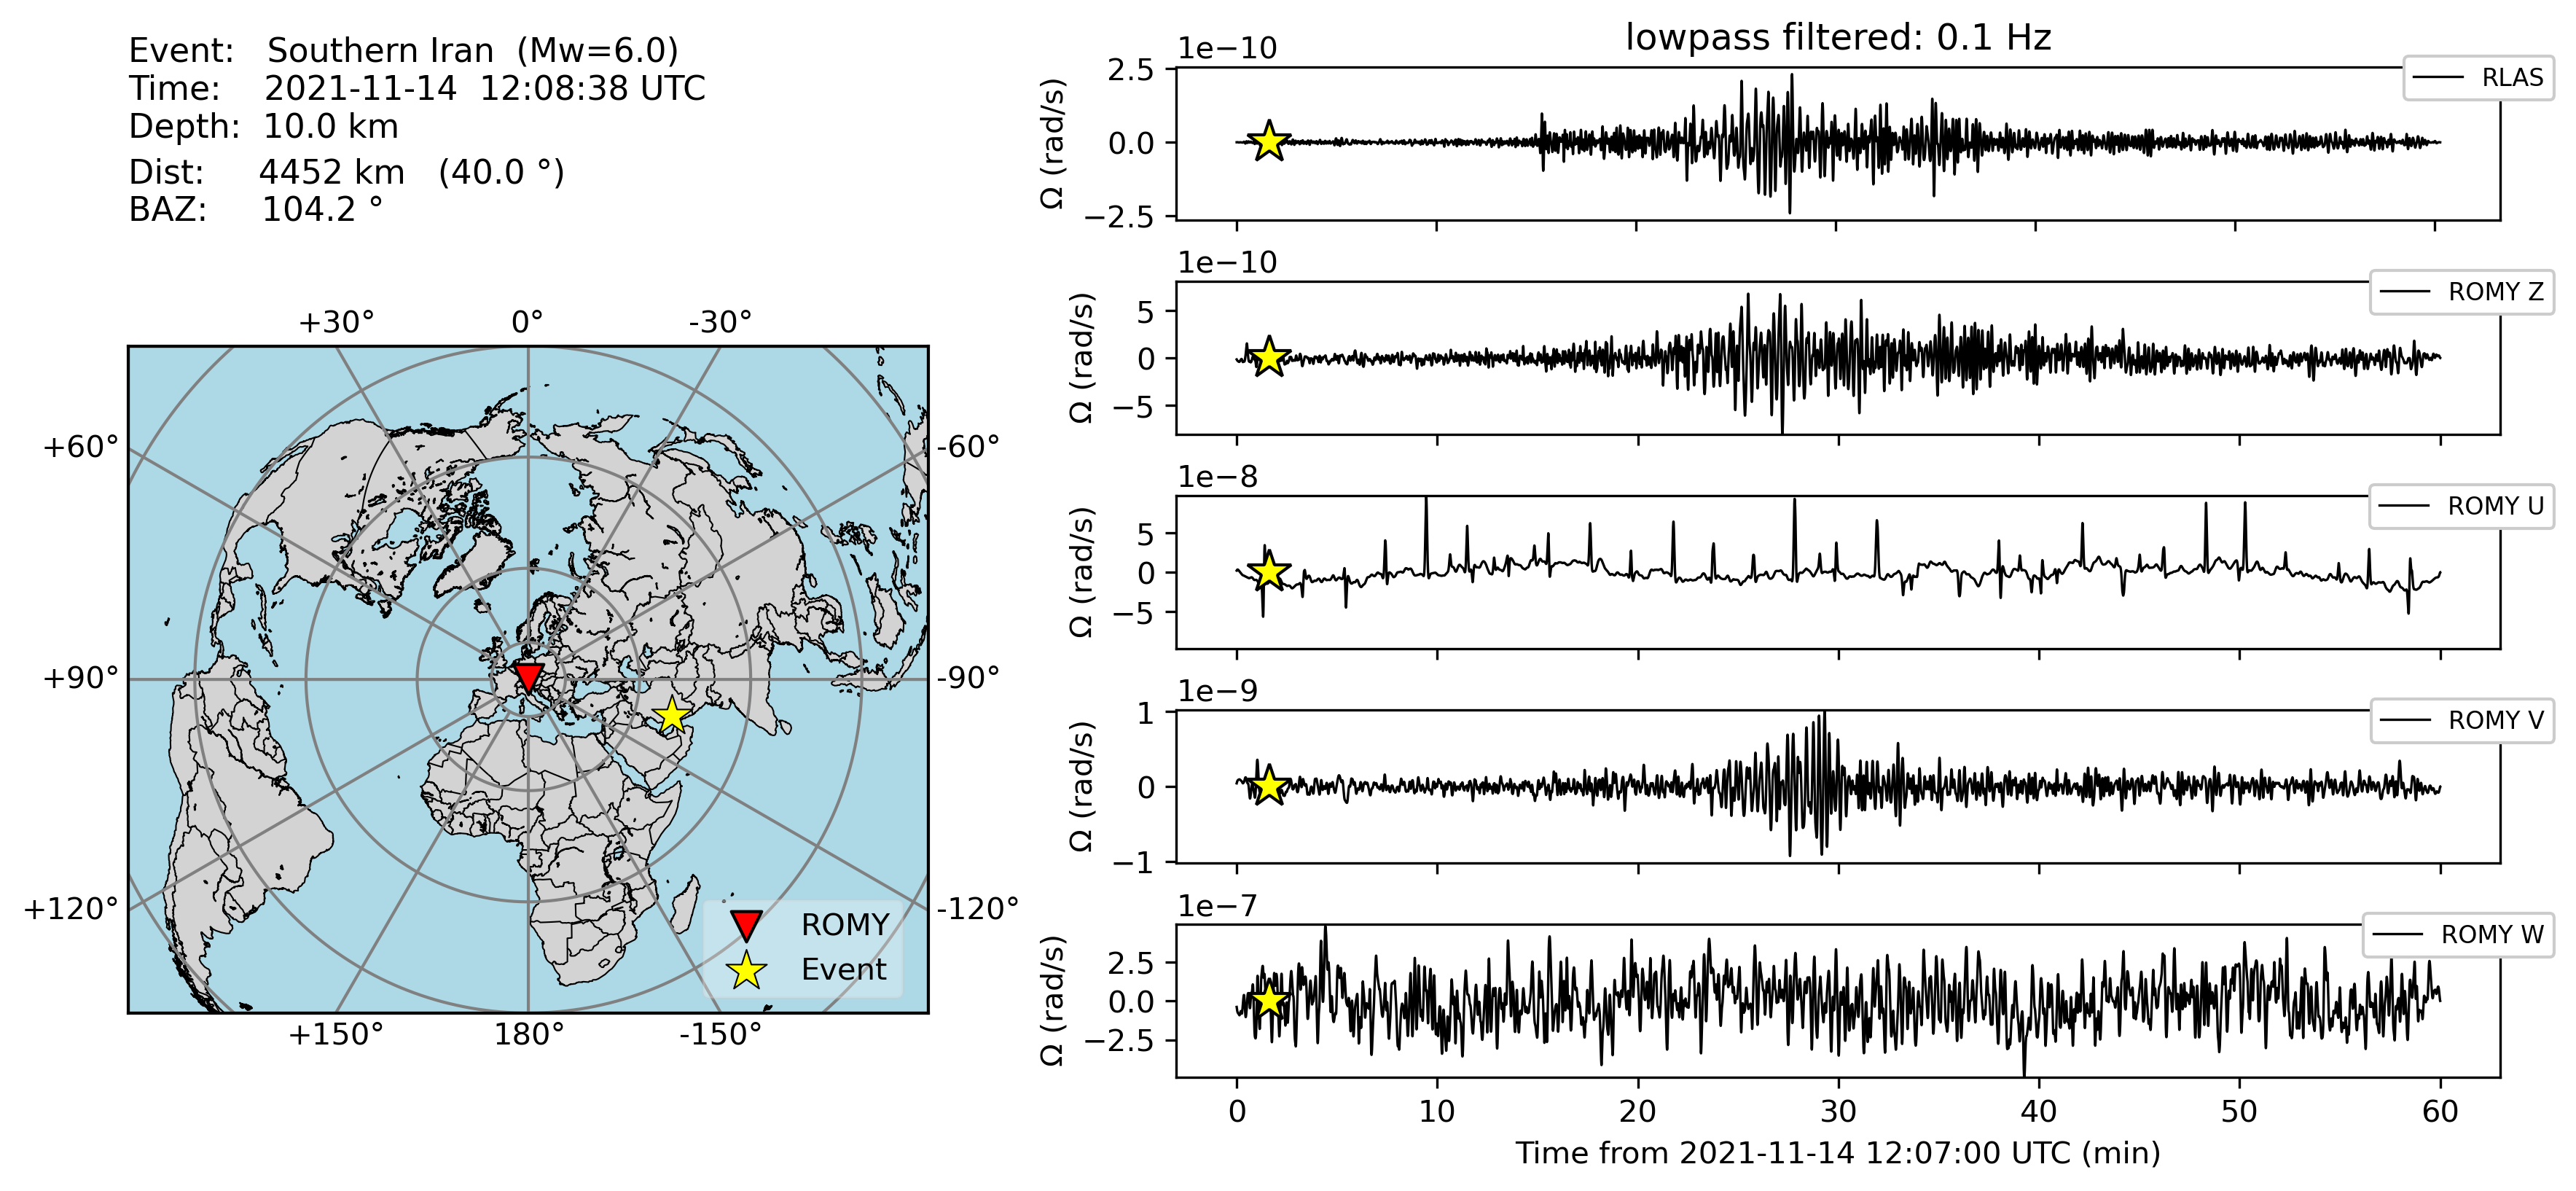 Event: Southern Iran (Mw=6.0)
Time: 2021-11-14 12:08:38 UTC
Depth: 10.0 km
Dist: 4452 km (40.0 °)
BAZ: 104.2 °
+30° 0° -30°
+60° -60°
+90° -90°
+120° -120°
+150° 180° -150°
ROMY
Event
lowpass filtered: 0.1 Hz
1e−10
2.5
0.0
−2.5
Ω (rad/s)
RLAS
1e−10
5
0
−5
Ω (rad/s)
ROMY Z
1e−8
5
0
−5
Ω (rad/s)
ROMY U
1e−9
1
0
−1
Ω (rad/s)
ROMY V
1e−7
2.5
0.0
−2.5
Ω (rad/s)
ROMY W
0 10 20 30 40 50 60
Time from 2021-11-14 12:07:00 UTC (min)